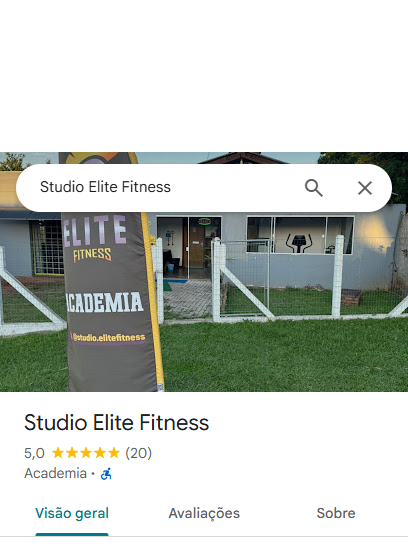 Studio Elite Fitness
ELITE
FITNESS
ACADEMIA
@studio.elitefitness
Studio Elite Fitness
5,0 ★★★★★ (20)
Academia ·
Visão geral Avaliações Sobre